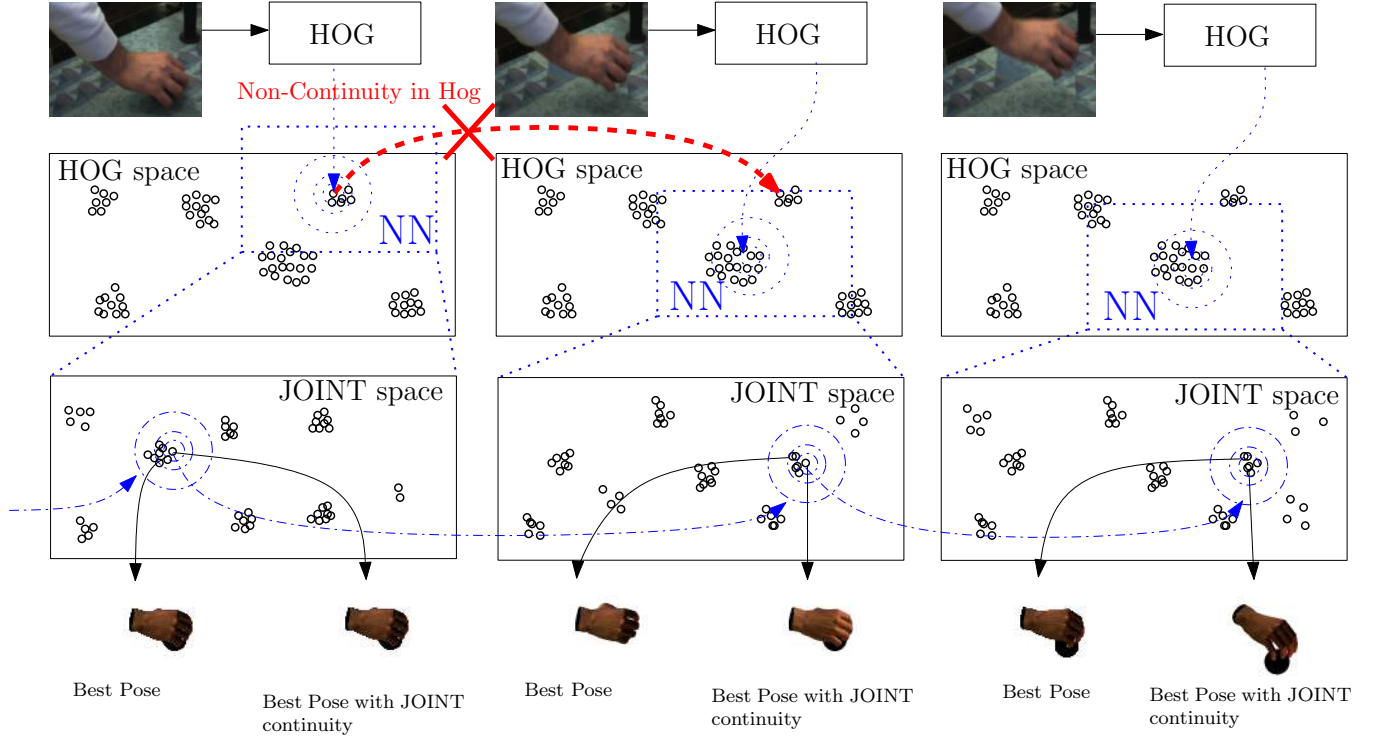 HOG
HOG
HOG
Non-Continuity in Hog
HOG space
HOG space
HOG space
NN
NN
NN
JOINT space
JOINT space
JOINT space
Best Pose
Best Pose with JOINT
continuity
Best Pose
Best Pose with JOINT
continuity
Best Pose
Best Pose with JOINT
continuity